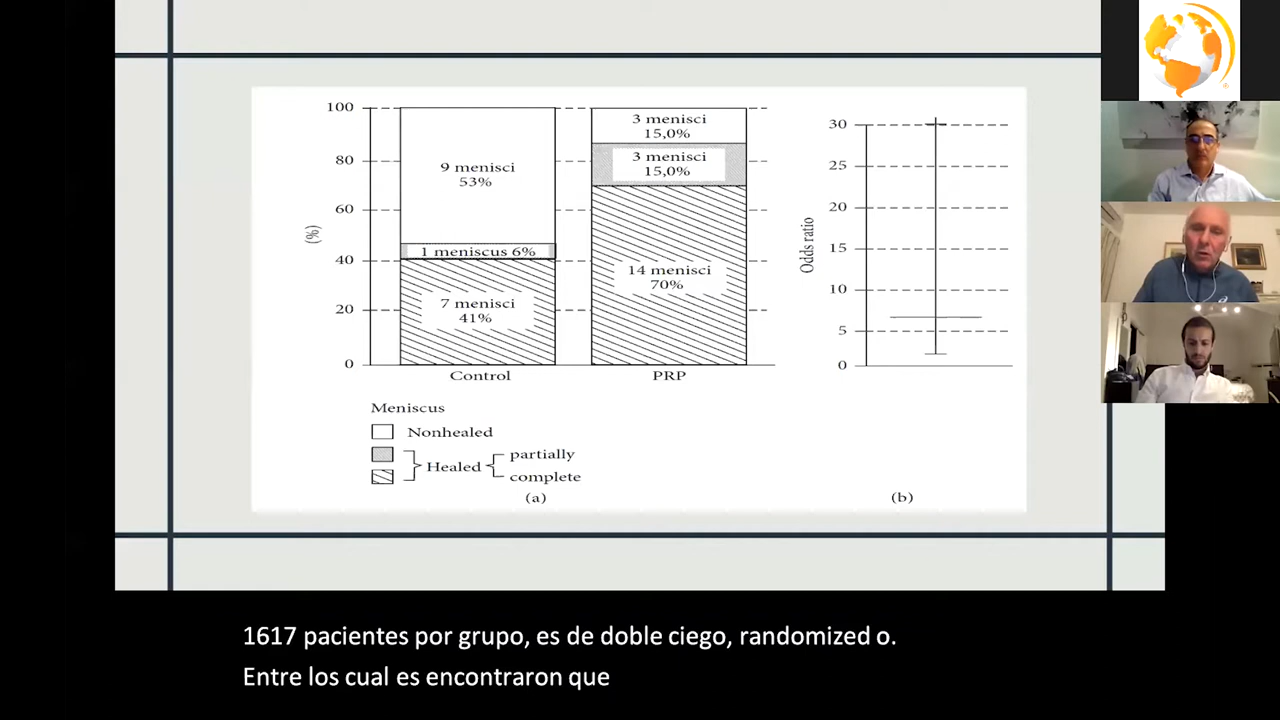 100
80
60
40
20
0
(%)
9 menisci
53%
1 meniscus 6%
7 menisci
41%
3 menisci
15,0%
3 menisci
15,0%
14 menisci
70%
Control
PRP
Meniscus
Nonhealed
Healed
partially
complete
(a)
30
25
20
15
10
5
0
Odds ratio
(b)
1617 pacientes por grupo, es de doble ciego, randomized o.
Entre los cual es encontraron que